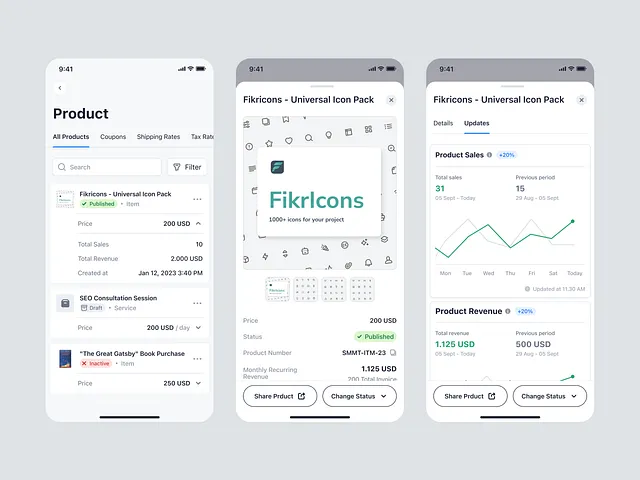 9:41
Product
All Products Coupons Shipping Rates Tax Rate
Search
Filter
Fikricons - Universal Icon Pack
Published • Item
Price 200 USD
Total Sales 10
Total Revenue 2.000 USD
Created at Jan 12, 2023 3:40 PM
SEO Consultation Session
Draft • Service
Price 200 USD / day
"The Great Gatsby" Book Purchase
Inactive • Item
Price 250 USD
9:41
Fikricons - Universal Icon Pack
FikrIcons
1000+ icons for your project
Price 200 USD
Status Published
Product Number SMMT-ITM-23
Monthly Recurring
Revenue
1.125 USD
200 Total Invoice
Share Prduct
Change Status
9:41
Fikricons - Universal Icon Pack
Details Updates
Product Sales +20%
Total sales Previous period
31 15
05 Sept - Today 29 Aug - 05 Sept
Mon Tue Wed Thu Fri Sat Today
Updated at 11.30 AM
Product Revenue +20%
Total revenue Previous period
1.125 USD 500 USD
05 Sept - Today 29 Aug - 05 Sept
Share Prduct
Change Status